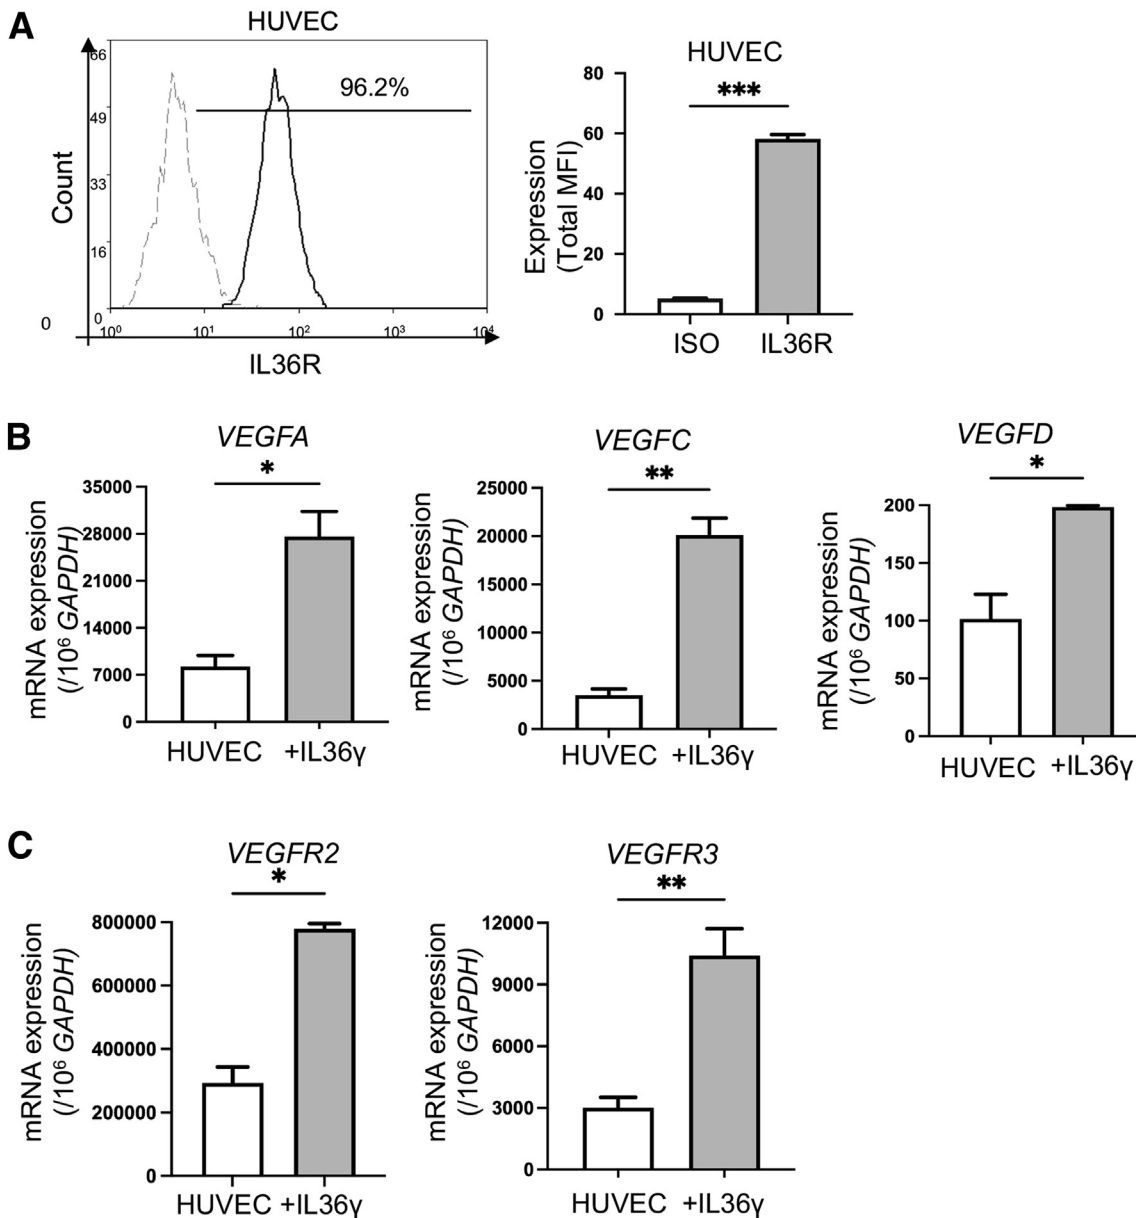 A
HUVEC
66
49
33
16
0
96.2%
Count
0
10⁰ 10¹ 10² 10³ 10⁴
IL36R
HUVEC
***
80
60
40
20
0
Expression
(Total MFI)
ISO IL36R
B
VEGFA
*
35000
28000
21000
14000
7000
0
mRNA expression
(/10⁶ GAPDH)
HUVEC +IL36γ
VEGFC
**
25000
20000
15000
10000
5000
0
mRNA expression
(/10⁶ GAPDH)
HUVEC +IL36γ
VEGFD
*
200
150
100
50
0
mRNA expression
(/10⁶ GAPDH)
HUVEC +IL36γ
C
VEGFR2
*
800000
600000
400000
200000
0
mRNA expression
(/10⁶ GAPDH)
HUVEC +IL36γ
VEGFR3
**
12000
9000
6000
3000
0
mRNA expression
(/10⁶ GAPDH)
HUVEC +IL36γ